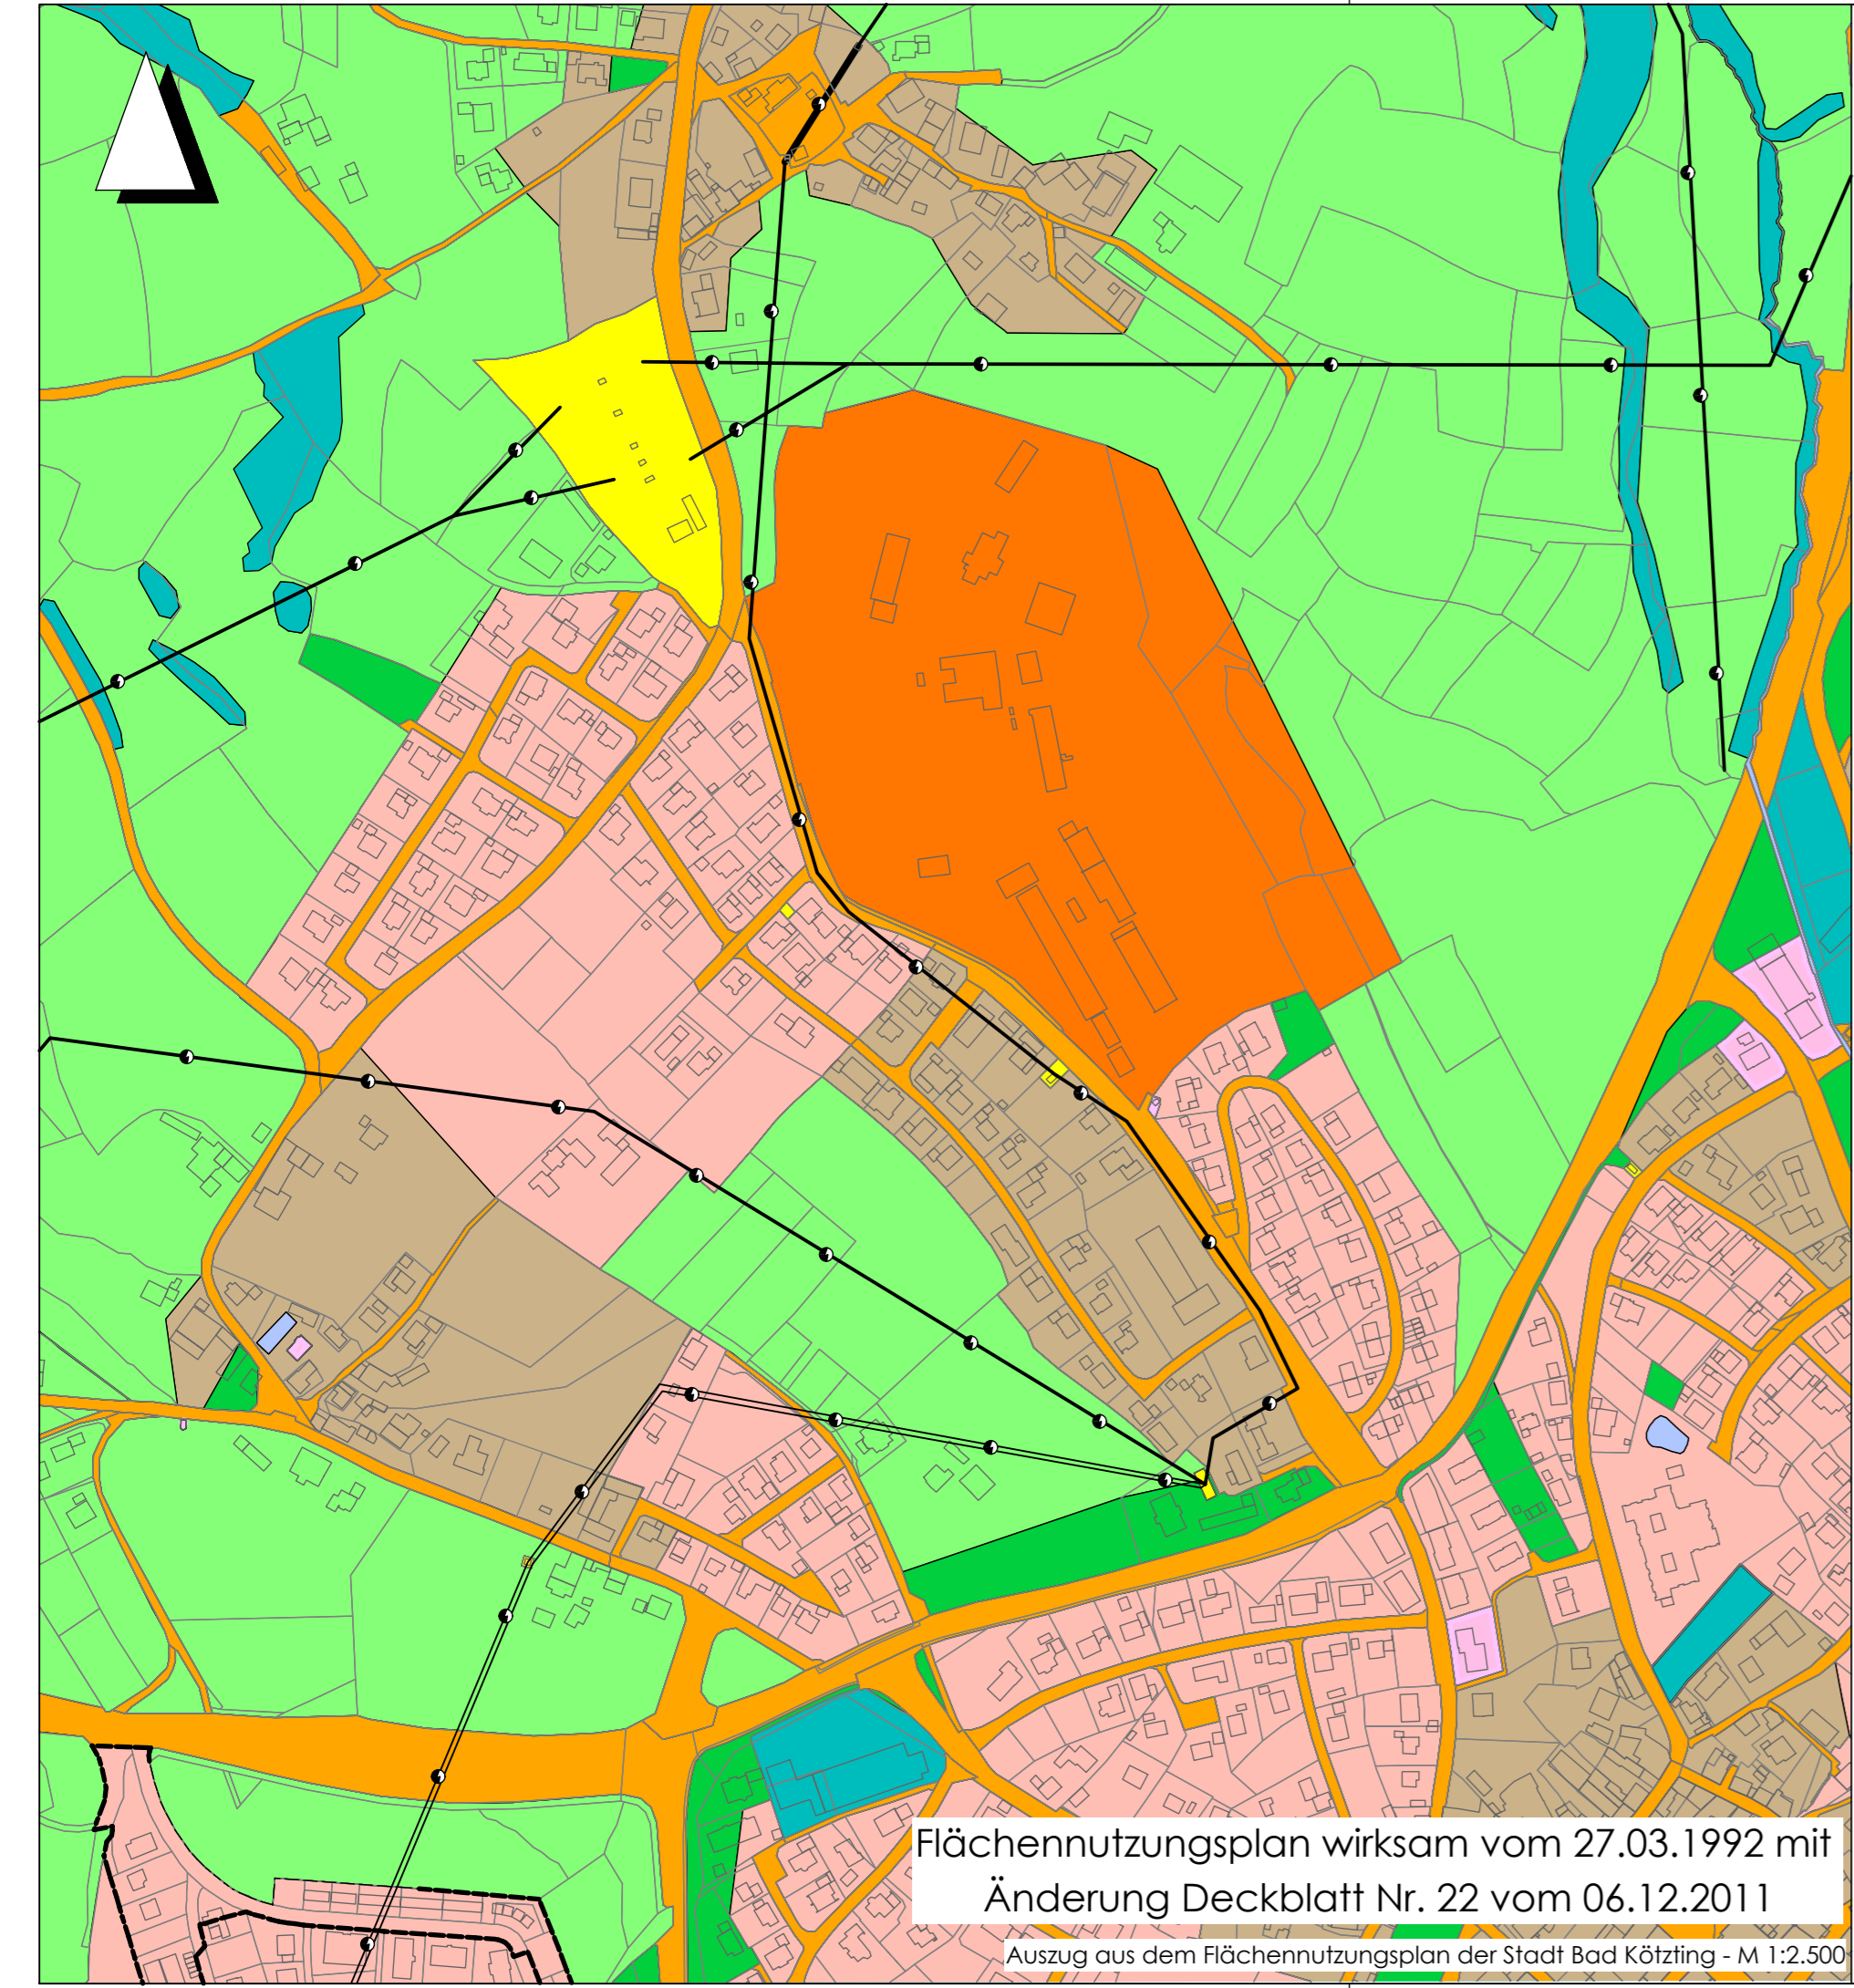 Flächennutzungsplan wirksam vom 27.03.1992 mit
Änderung Deckblatt Nr. 22 vom 06.12.2011
Auszug aus dem Flächennutzungsplan der Stadt Bad Kötzting - M 1:2.500